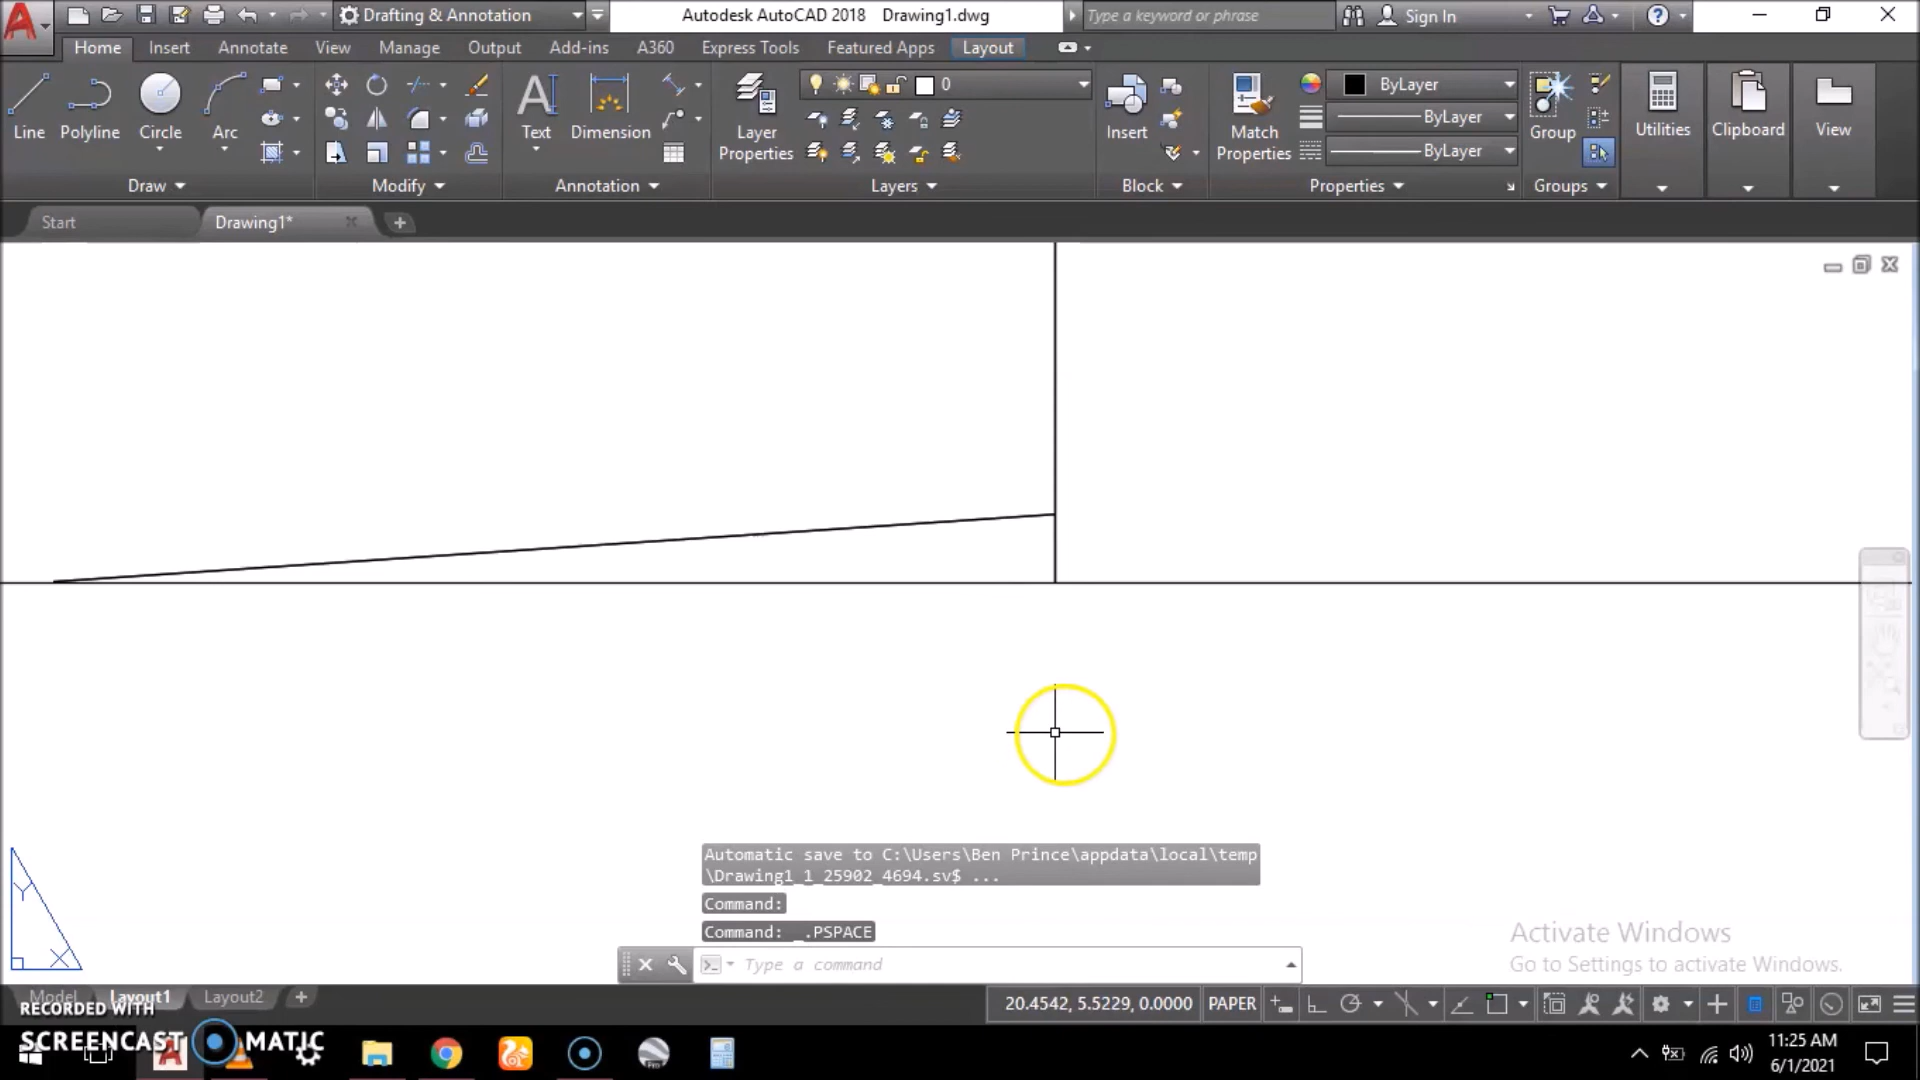 Drafting & Annotation
Autodesk AutoCAD 2018 Drawing1.dwg
Type a keyword or phrase
Sign In
Home Insert Annotate View Manage Output Add-ins A360 Express Tools Featured Apps Layout
0
ByLayer
ByLayer
ByLayer
Line Polyline Circle Arc
Text Dimension
Layer Properties
Insert
Match Properties
Group Utilities Clipboard View
Draw Modify Annotation Layers Block Properties Groups
Start Drawing1*
Y
X
Automatic save to C:\Users\Ben Prince\appdata\local\temp
\Drawing1_1_25902_4694.sv$ ...
Command:
Command: _.PSPACE
Type a command
Activate Windows
Go to Settings to activate Windows.
Model Layout1 Layout2
20.4542, 5.5229, 0.0000 PAPER
RECORDED WITH
SCREENCAST MATIC
11:25 AM
6/1/2021